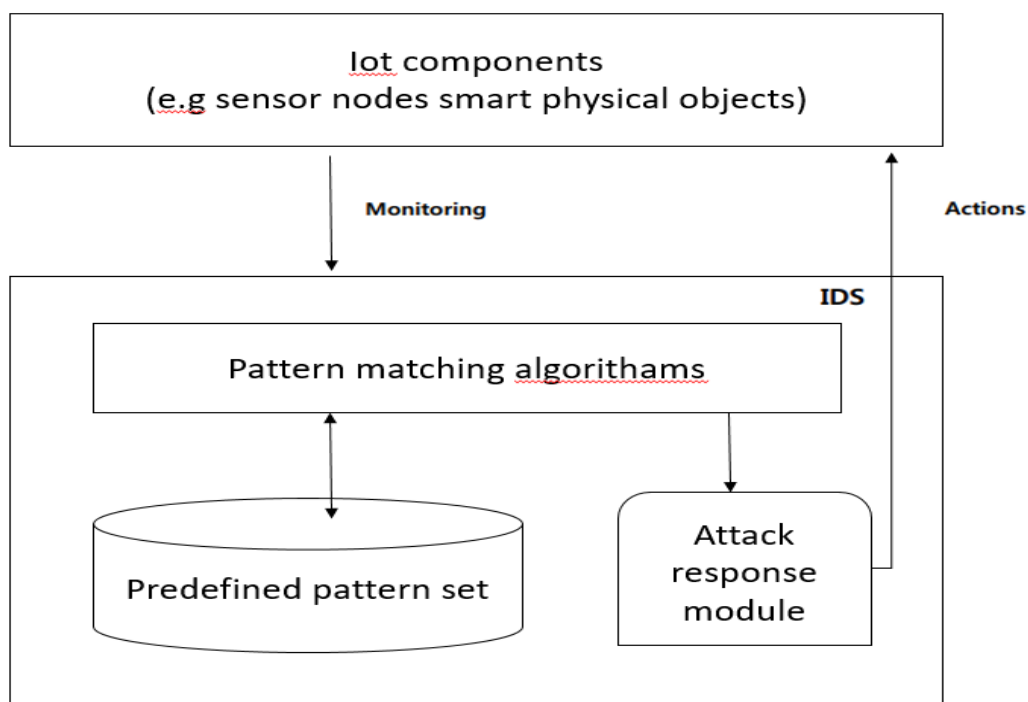 Iot components
(e.g sensor nodes smart physical objects)
Monitoring
Actions
IDS
Pattern matching algorithams
Predefined pattern set
Attack
response
module